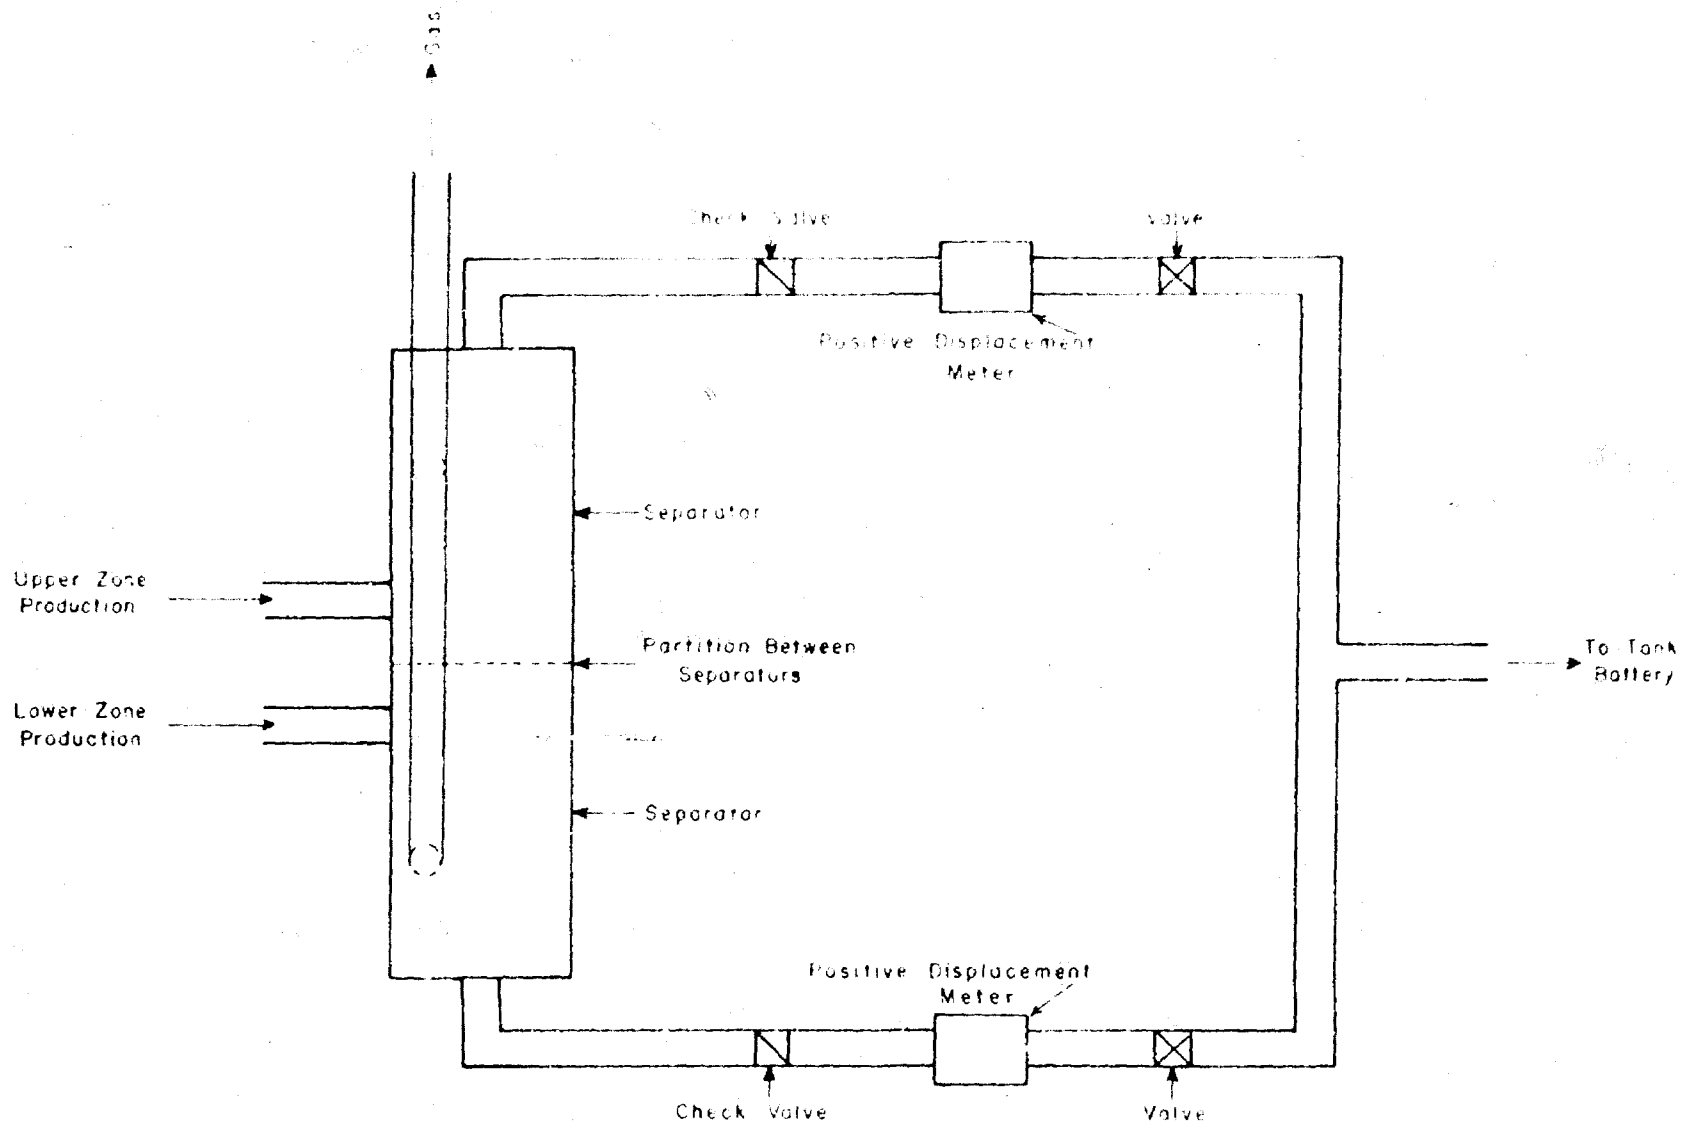 Gas
Check Valve
Valve
Positive Displacement
Meter
Separator
Upper Zone
Production
Partition Between
Separators
To Tank
Battery
Lower Zone
Production
Separator
Positive Displacement
Meter
Check Valve
Valve